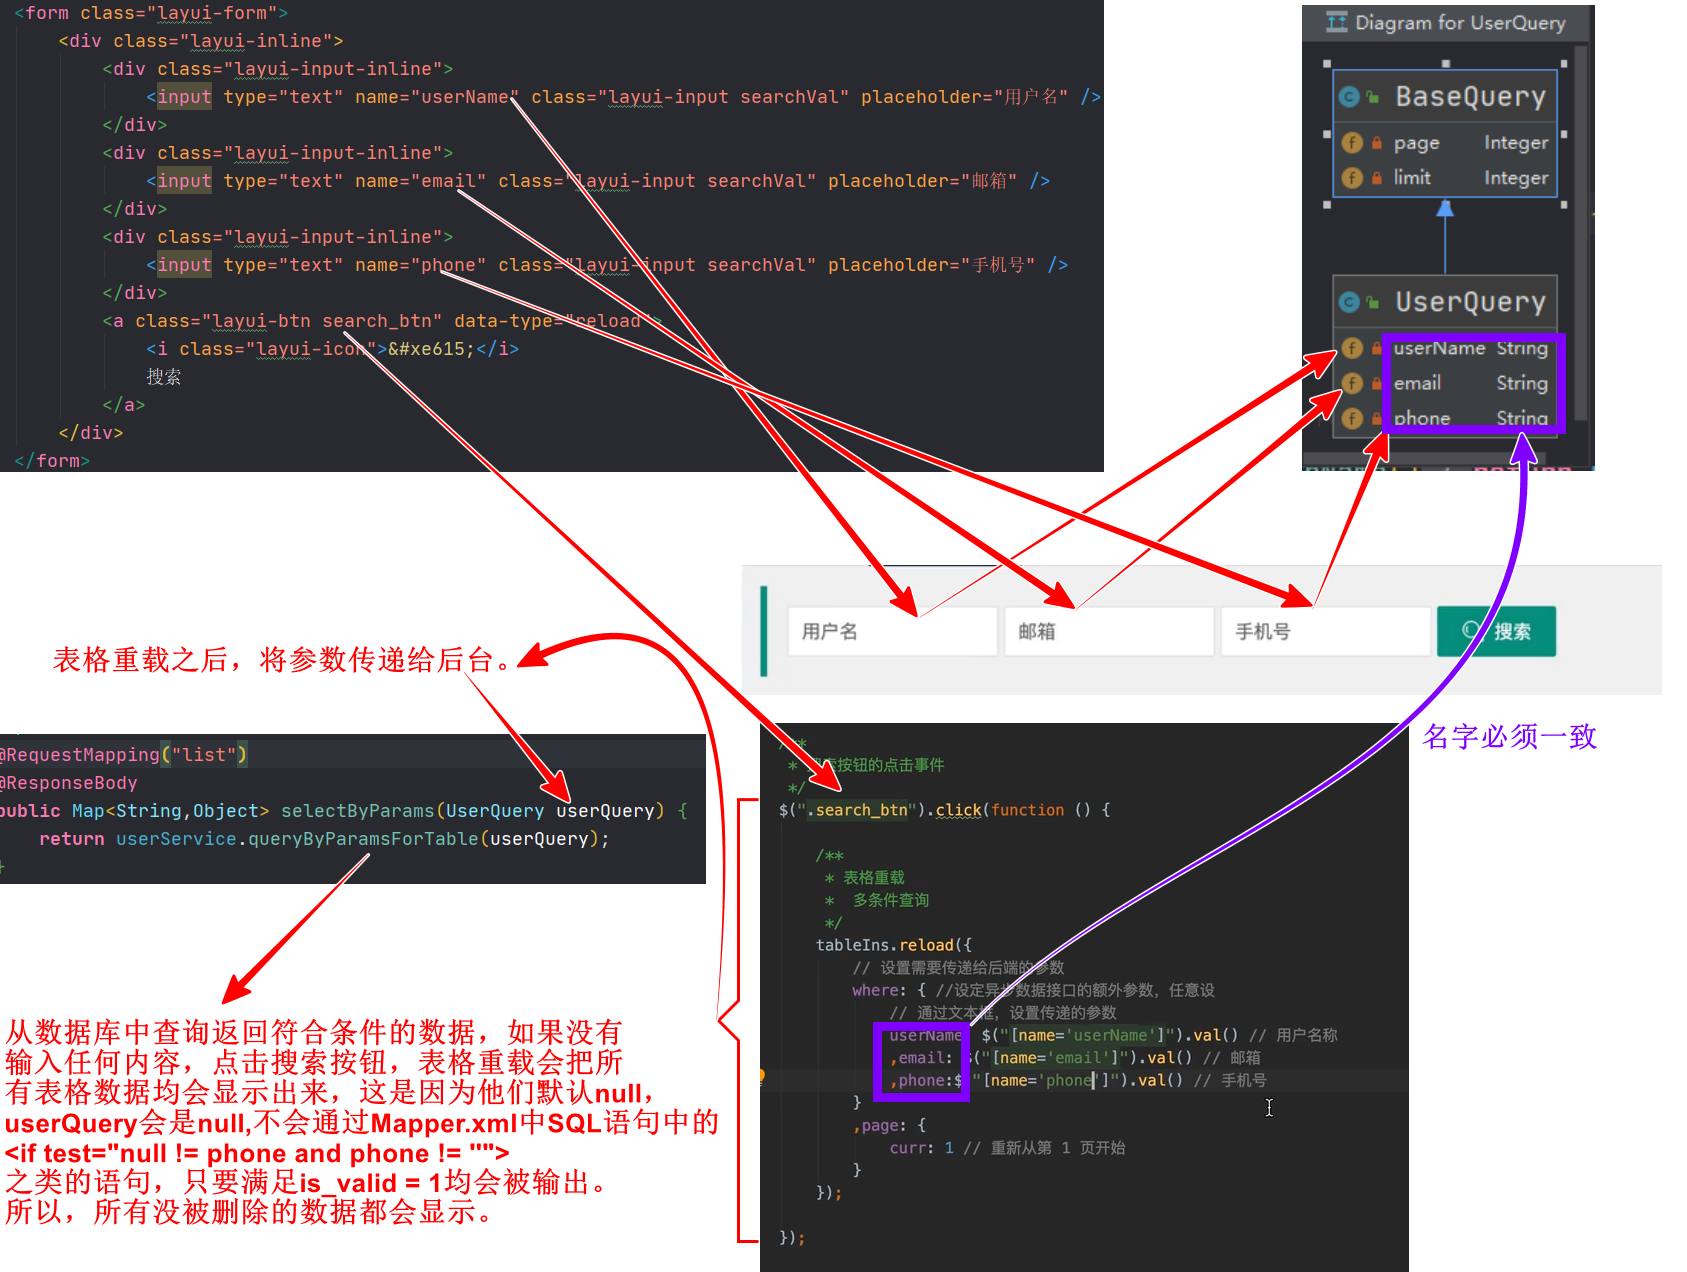 <form class="layui-form">
<div class="layui-inline">
<div class="layui-input-inline">
<input type="text" name="userName" class="layui-input searchVal" placeholder="用户名" />
</div>
<div class="layui-input-inline">
<input type="text" name="email" class="layui-input searchVal" placeholder="邮箱" />
</div>
<div class="layui-input-inline">
<input type="text" name="phone" class="layui-input searchVal" placeholder="手机号" />
</div>
<a class="layui-btn search_btn" data-type="reload">
<i class="layui-icon">&#xe615;</i>
搜索
</a>
</div>
</form>
Diagram for UserQuery
BaseQuery
page Integer
limit Integer
UserQuery
userName String
email String
phone String
用户名 邮箱 手机号 搜索
表格重载之后，将参数传递给后台。
名字必须一致
@RequestMapping("list")
@ResponseBody
public Map<String,Object> selectByParams(UserQuery userQuery) {
return userService.queryByParamsForTable(userQuery);
}
从数据库中查询返回符合条件的数据，如果没有
输入任何内容，点击搜索按钮，表格重载会把所
有表格数据均会显示出来，这是因为他们默认null，
userQuery会是null,不会通过Mapper.xml中SQL语句中的
<if test="null != phone and phone != ''">
之类的语句，只要满足is_valid = 1均会被输出。
所以，所有没被删除的数据都会显示。
/**
* 搜索按钮的点击事件
*/
$(".search_btn").click(function () {
/**
* 表格重载
* 多条件查询
*/
tableIns.reload({
// 设置需要传递给后端的参数
where: { //设定异步数据接口的额外参数，任意设
// 通过文本框，设置传递的参数
userName $("[name='userName']").val() // 用户名称
,email: $("[name='email']").val() // 邮箱
,phone:$ "[name='phone']").val() // 手机号
}
,page: {
curr: 1 // 重新从第 1 页开始
}
});
});